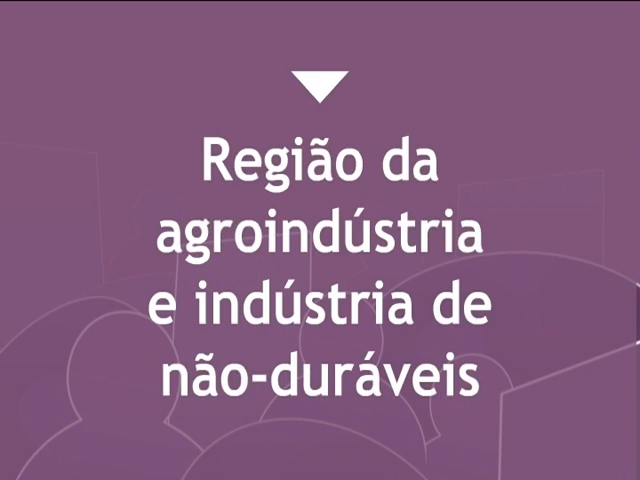 Região da
agroindústria
e indústria de
não-duráveis